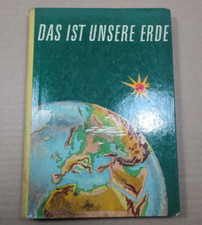 DAS IST UNSERE ERDE